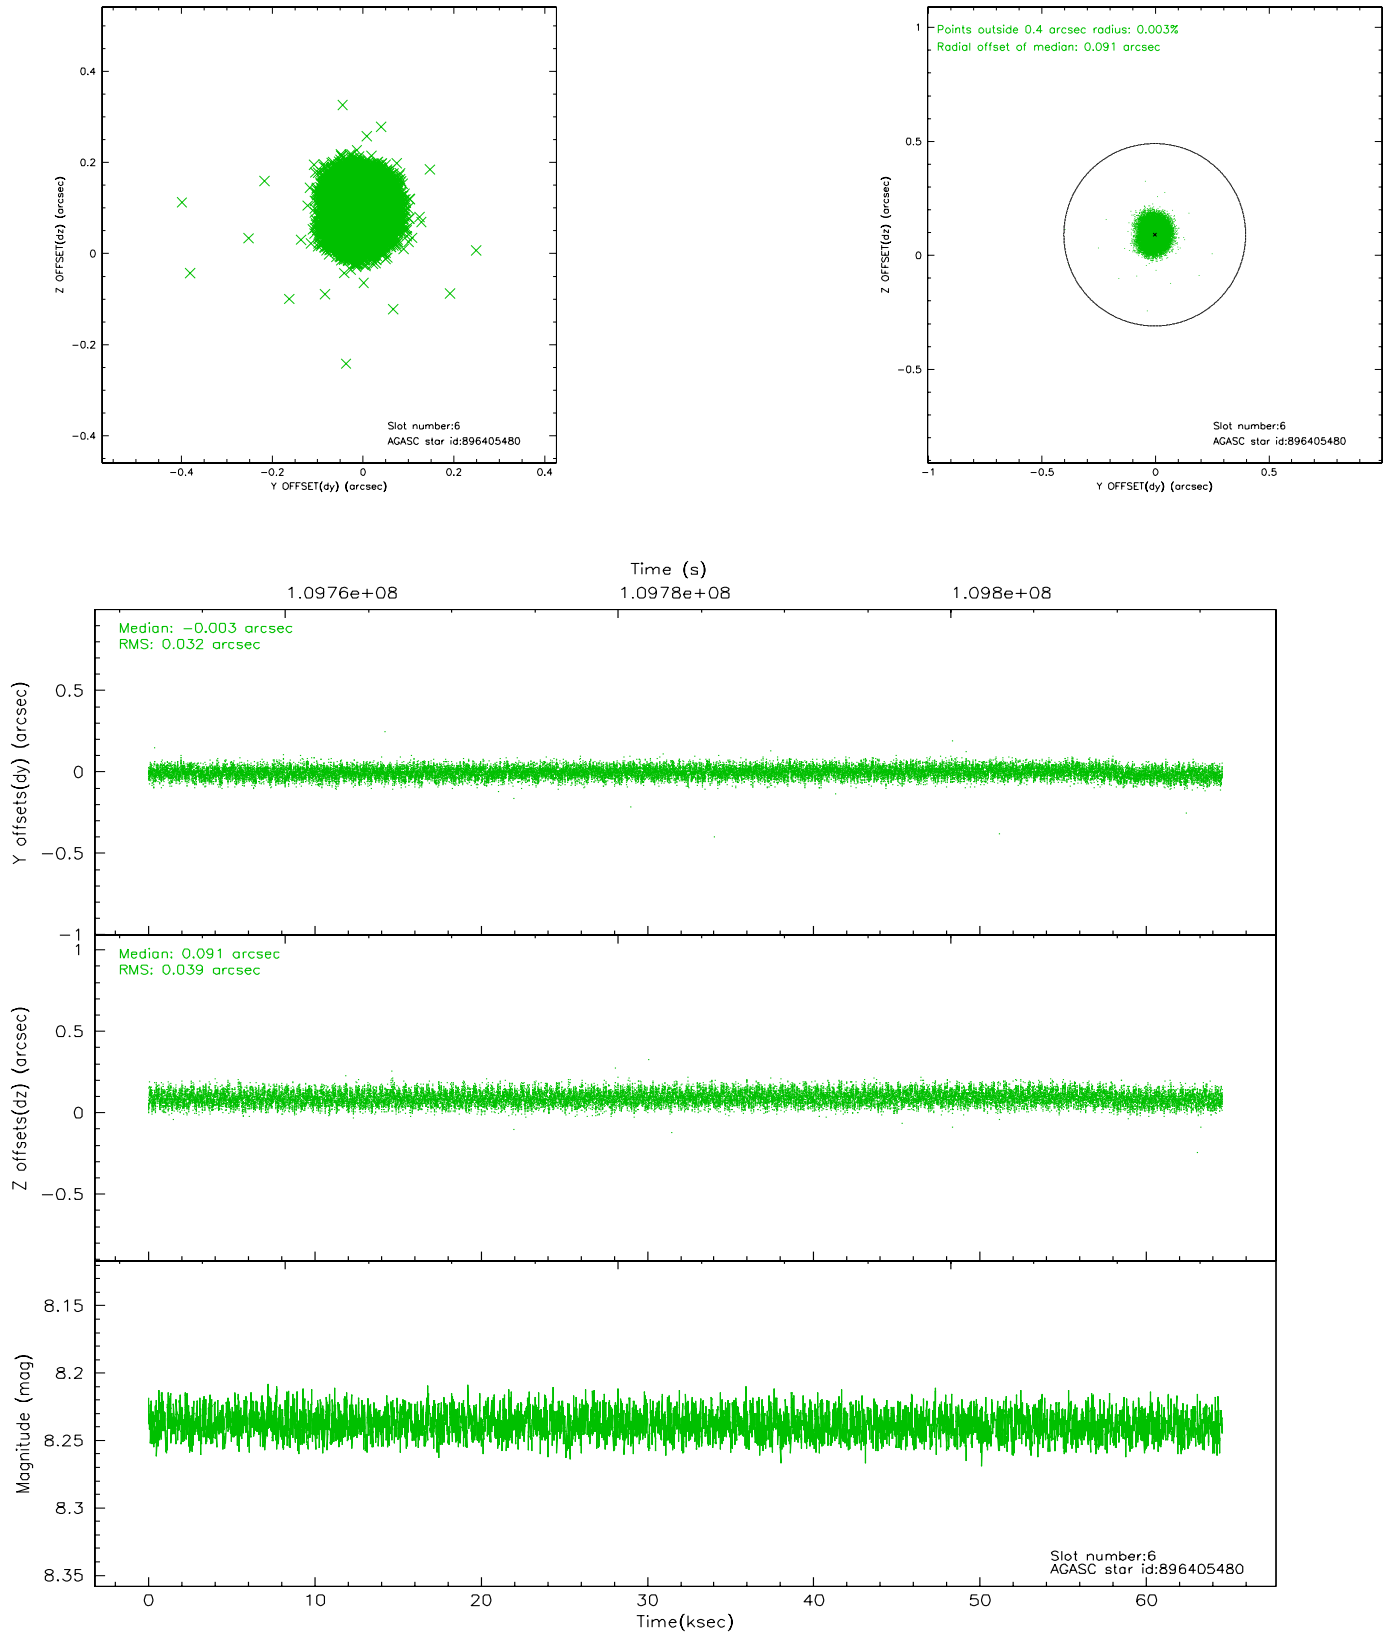 0.4
0.2
0
-0.2
-0.4
Z OFFSET(dz) (arcsec)
-0.4 -0.2 0 0.2 0.4
Y OFFSET(dy) (arcsec)
Slot number:6
AGASC star id:896405480
Points outside 0.4 arcsec radius: 0.003%
Radial offset of median: 0.091 arcsec
1
0.5
0
-0.5
Z OFFSET(dz) (arcsec)
Slot number:6
AGASC star id:896405480
-1 -0.5 0 0.5
Y OFFSET(dy) (arcsec)
Time (s)
1.0976e+08 1.0978e+08 1.098e+08
Median: -0.003 arcsec
RMS: 0.032 arcsec
0.5
0
-0.5
-1
Y offsets(dy) (arcsec)
Median: 0.091 arcsec
RMS: 0.039 arcsec
1
0.5
0
-0.5
Z offsets(dz) (arcsec)
8.15
8.2
8.25
8.3
8.35
Magnitude (mag)
Slot number:6
AGASC star id:896405480
0 10 20 30 40 50 60
Time(ksec)